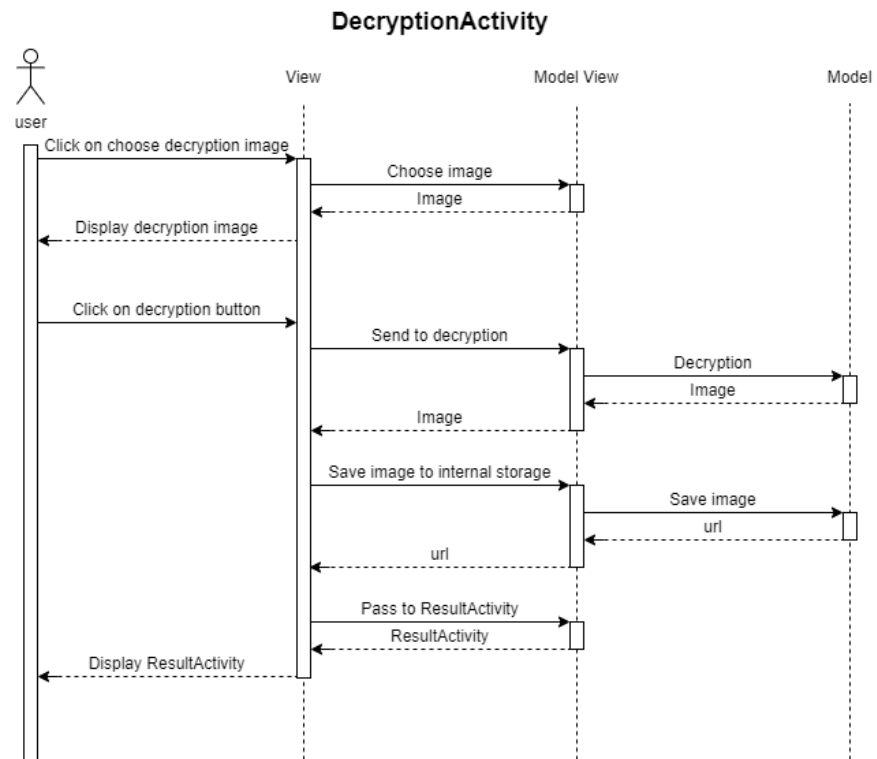 DecryptionActivity
user
View
Model View
Model
Click on choose decryption image
Choose image
Image
Display decryption image
Click on decryption button
Send to decryption
Decryption
Image
Image
Save image to internal storage
Save image
url
url
Pass to ResultActivity
ResultActivity
Display ResultActivity